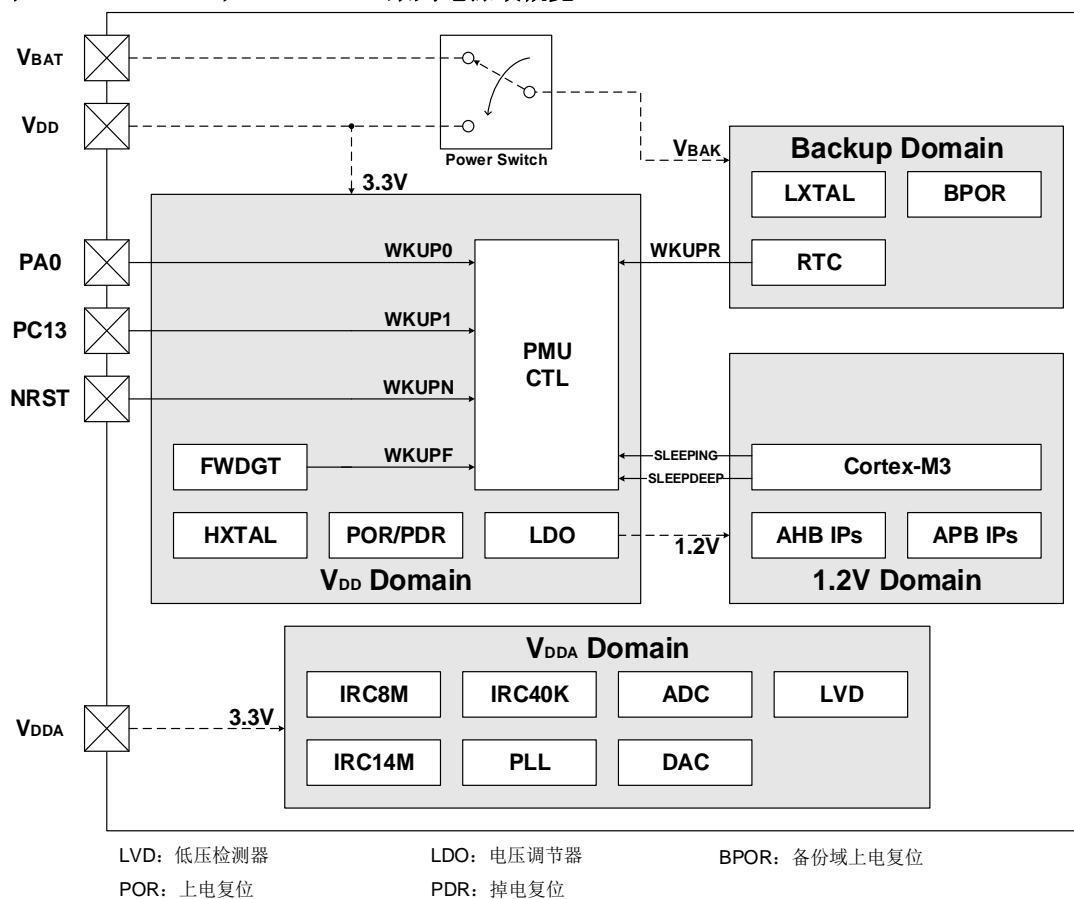 VBAT
VDD
Power Switch
3.3V
VBAK
Backup Domain
LXTAL
BPOR
RTC
WKUPR
PA0
WKUP0
PC13
WKUP1
NRST
WKUPN
PMU
CTL
FWDGT
WKUPF
SLEEPING
SLEEPDEEP
Cortex-M3
HXTAL
POR/PDR
LDO
1.2V
AHB IPs
APB IPs
VDD Domain
1.2V Domain
VDDA Domain
IRC8M
IRC40K
ADC
LVD
VDDA
3.3V
IRC14M
PLL
DAC
LVD：低压检测器
LDO：电压调节器
BPOR：备份域上电复位
POR：上电复位
PDR：掉电复位